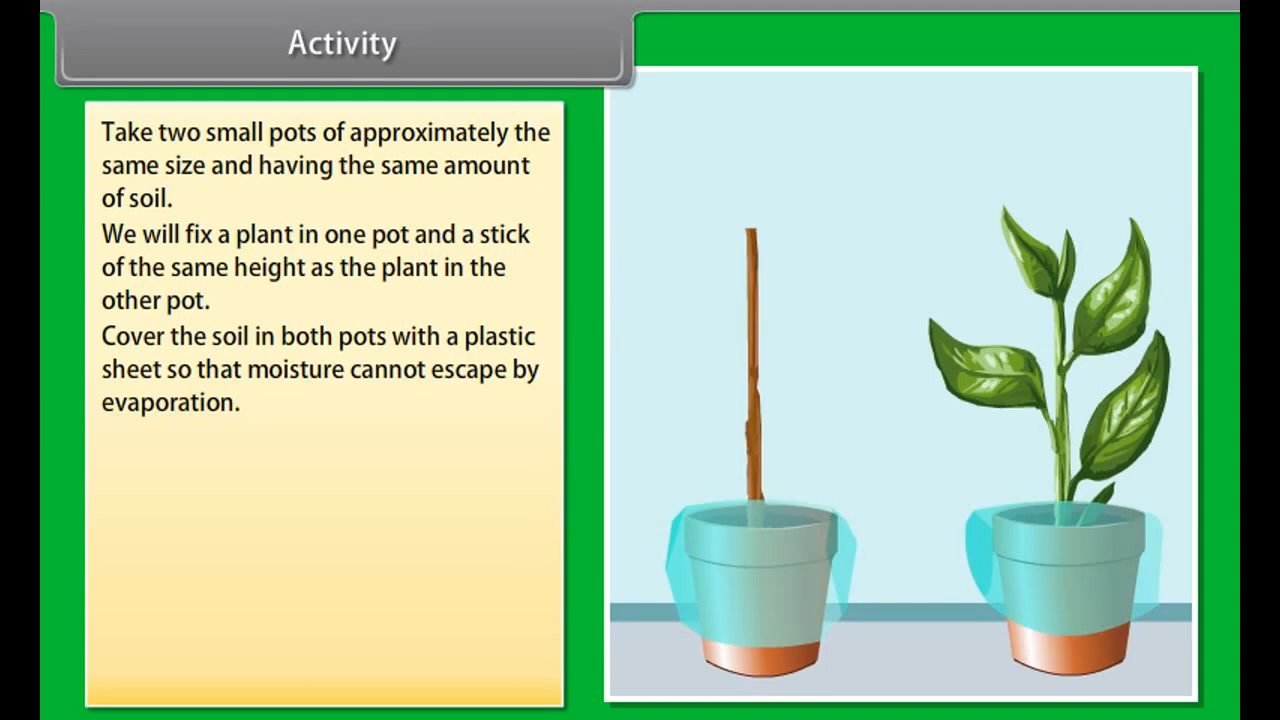 Activity
Take two small pots of approximately the
same size and having the same amount
of soil.
We will fix a plant in one pot and a stick
of the same height as the plant in the
other pot.
Cover the soil in both pots with a plastic
sheet so that moisture cannot escape by
evaporation.